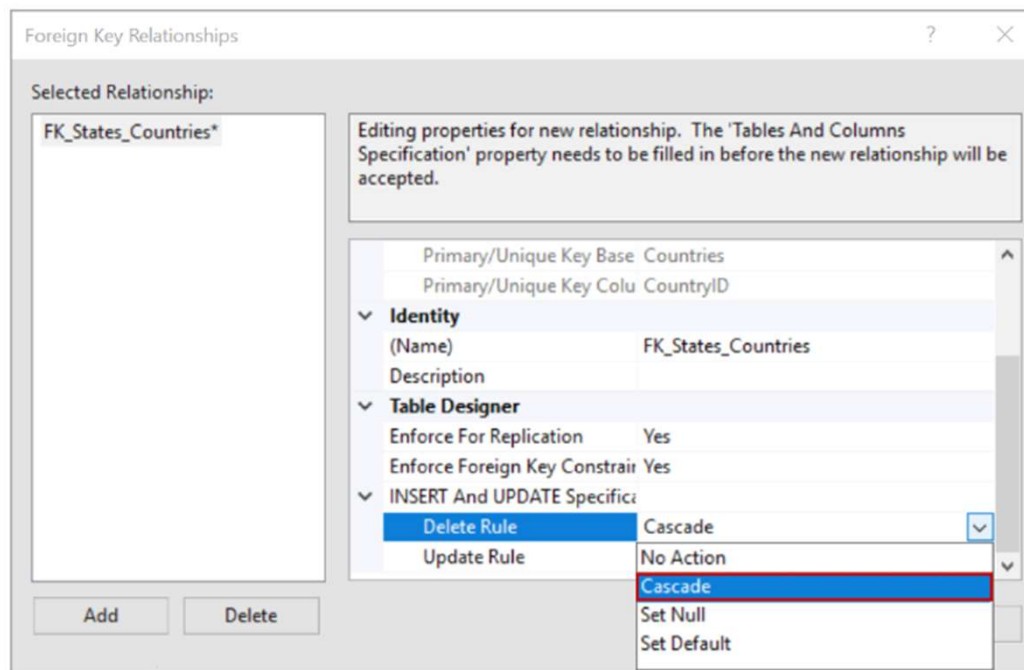 Foreign Key Relationships
Selected Relationship:
FK_States_Countries*
Editing properties for new relationship. The 'Tables And Columns
Specification' property needs to be filled in before the new relationship will be
accepted.
Primary/Unique Key Base Countries
Primary/Unique Key Colu CountryID
Identity
(Name) FK_States_Countries
Description
Table Designer
Enforce For Replication Yes
Enforce Foreign Key Constrair Yes
INSERT And UPDATE Specifica
Delete Rule Cascade
Update Rule
No Action
Cascade
Set Null
Set Default
Add Delete